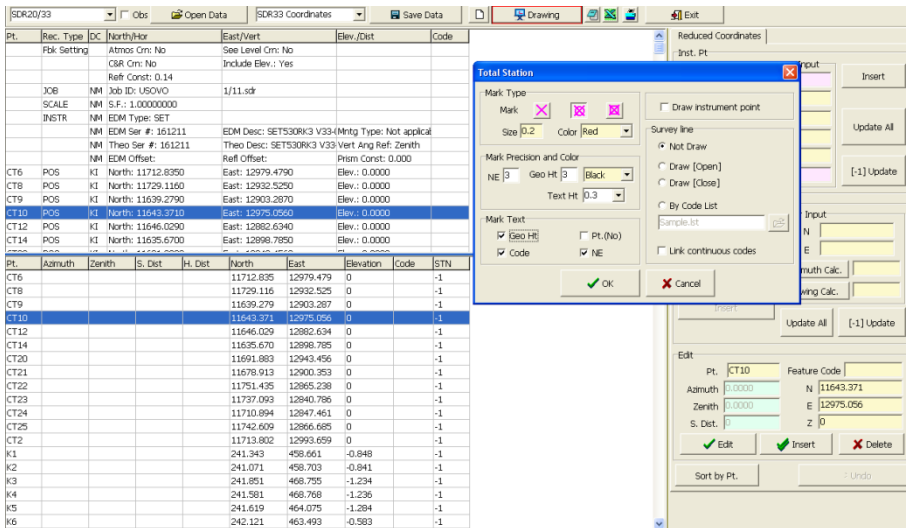 SDR20/33 Obs Open Data SDR33 Coordinates Save Data Drawing Exit
Pt. Rec. Type DC North/Hor East/Vert Elev./Dist Code
Fbk Setting Atmos Crn: No See Level Crn: No
C&R Crn: No Include Elev.: Yes
Refr Const: 0.14
JOB NM Job ID: USOVO 1/11.sdr
SCALE NM S.F.: 1.00000000
INSTR NM EDM Type: SET
NM EDM Ser #: 161211 EDM Desc: SET530RK3 V33-( Mntg Type: Not applical
NM Theo Ser #: 161211 Theo Desc: SET530RK3 V33- Vert Ang Ref: Zenith
NM EDM Offset: Refl Offset: Prism Const: 0.000
CT6 POS KI North: 11712.8350 East: 12979.4790 Elev.: 0.0000
CT8 POS KI North: 11729.1160 East: 12932.5250 Elev.: 0.0000
CT9 POS KI North: 11639.2790 East: 12903.2870 Elev.: 0.0000
CT10 POS KI North: 11643.3710 East: 12975.0560 Elev.: 0.0000
CT12 POS KI North: 11646.0290 East: 12882.6340 Elev.: 0.0000
CT14 POS KI North: 11635.6700 East: 12898.7850 Elev.: 0.0000
Pt. Azimuth Zenith S. Dist H. Dist North East Elevation Code STN
CT6 11712.835 12979.479 0 -1
CT8 11729.116 12932.525 0 -1
CT9 11639.279 12903.287 0 -1
CT10 11643.371 12975.056 0 -1
CT12 11646.029 12882.634 0 -1
CT14 11635.670 12898.785 0 -1
CT20 11691.883 12943.456 0 -1
CT21 11678.913 12900.353 0 -1
CT22 11751.435 12865.238 0 -1
CT23 11737.093 12840.786 0 -1
CT24 11710.894 12847.461 0 -1
CT25 11742.609 12866.685 0 -1
CT2 11713.802 12993.659 0 -1
K1 241.343 458.661 -0.848 -1
K2 241.071 458.703 -0.841 -1
K3 241.851 468.755 -1.234 -1
K4 241.581 468.768 -1.236 -1
K5 241.619 464.075 -1.284 -1
K6 242.121 463.493 -0.583 -1
Total Station
Mark Type
Mark
Size 0.2 Color Red
Mark Precision and Color
NE 3 Geo Ht 3 Black
Text Ht 0.3
Mark Text
Geo Ht Pt.(No)
Code NE
Draw instrument point
Survey line
Not Draw
Draw [Open]
Draw [Close]
By Code List
Sample.lst
Link continuous codes
OK Cancel
Reduced Coordinates
Inst. Pt
Input
Insert
Update All
[-1] Update
Input
N
E
muth Calc.
wing Calc.
Insert
Update All [-1] Update
Edit
Pt. CT10 Feature Code
Azimuth 0.0000 N 11643.371
Zenith 0.0000 E 12975.056
S. Dist. 0 Z 0
Edit Insert Delete
Sort by Pt. : Undo